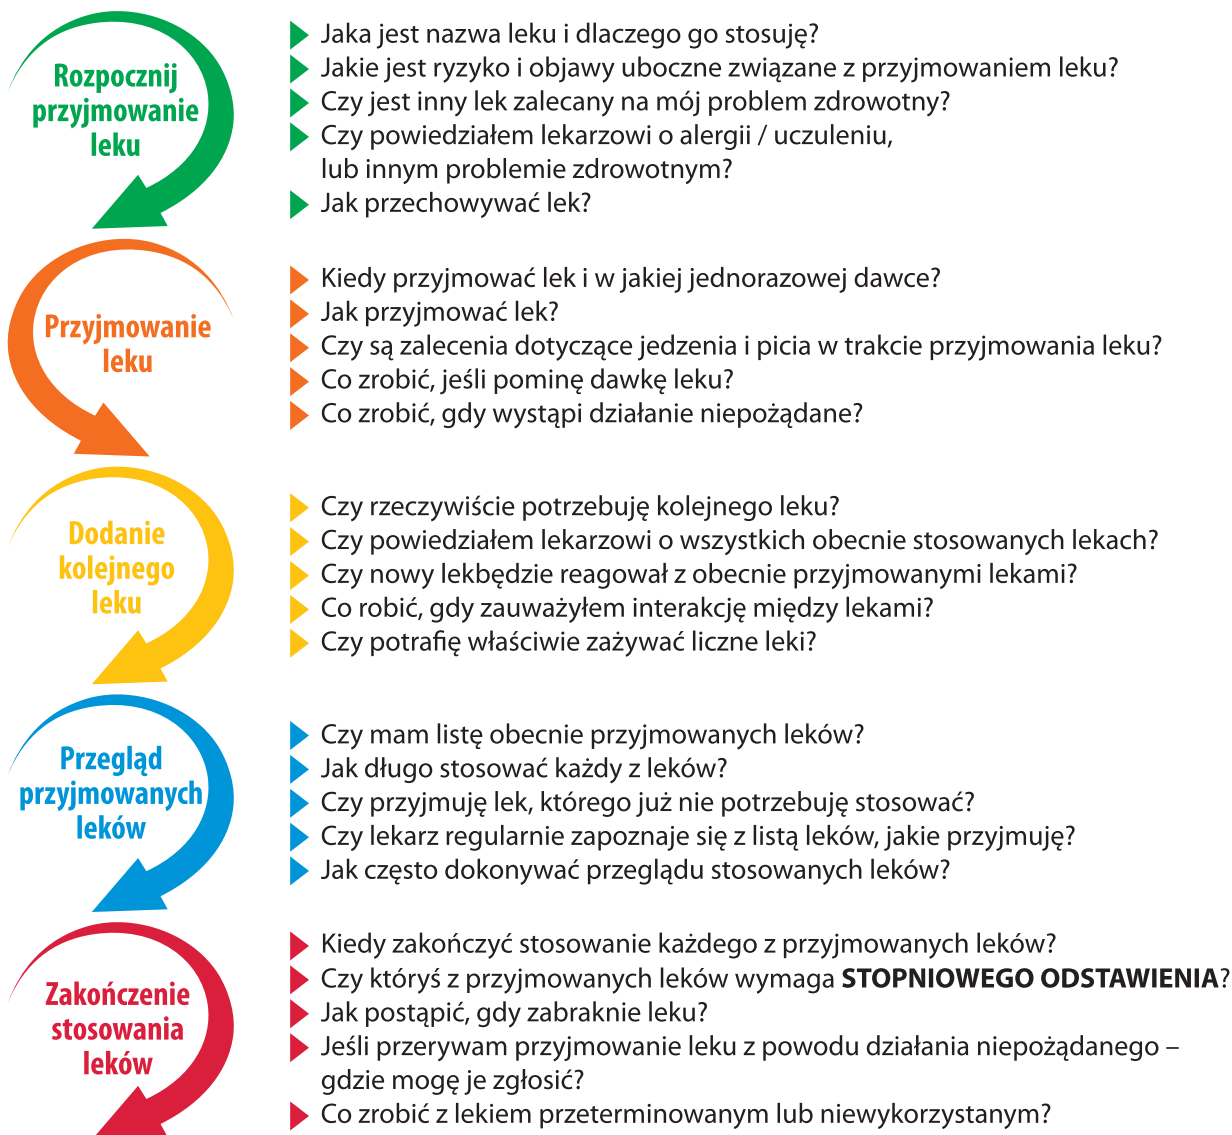 Rozpocznij
przyjmowanie
leku
Jaka jest nazwa leku i dlaczego go stosuję?
Jakie jest ryzyko i objawy uboczne związane z przyjmowaniem leku?
Czy jest inny lek zalecany na mój problem zdrowotny?
Czy powiedziałem lekarzowi o alergii / uczuleniu,
lub innym problemie zdrowotnym?
Jak przechowywać lek?
Przyjmowanie
leku
Kiedy przyjmować lek i w jakiej jednorazowej dawce?
Jak przyjmować lek?
Czy są zalecenia dotyczące jedzenia i picia w trakcie przyjmowania leku?
Co zrobić, jeśli pominę dawkę leku?
Co zrobić, gdy wystąpi działanie niepożądane?
Dodanie
kolejnego
leku
Czy rzeczywiście potrzebuję kolejnego leku?
Czy powiedziałem lekarzowi o wszystkich obecnie stosowanych lekach?
Czy nowy lekbędzie reagował z obecnie przyjmowanymi lekami?
Co robić, gdy zauważyłem interakcję między lekami?
Czy potrafię właściwie zażywać liczne leki?
Przegląd
przyjmowanych
leków
Czy mam listę obecnie przyjmowanych leków?
Jak długo stosować każdy z leków?
Czy przyjmuję lek, którego już nie potrzebuję stosować?
Czy lekarz regularnie zapoznaje się z listą leków, jakie przyjmuję?
Jak często dokonywać przeglądu stosowanych leków?
Zakończenie
stosowania
leków
Kiedy zakończyć stosowanie każdego z przyjmowanych leków?
Czy któryś z przyjmowanych leków wymaga STOPNIOWEGO ODSTAWIENIA?
Jak postąpić, gdy zabraknie leku?
Jeśli przerywam przyjmowanie leku z powodu działania niepożądanego –
gdzie mogę je zgłosić?
Co zrobić z lekiem przeterminowanym lub niewykorzystanym?